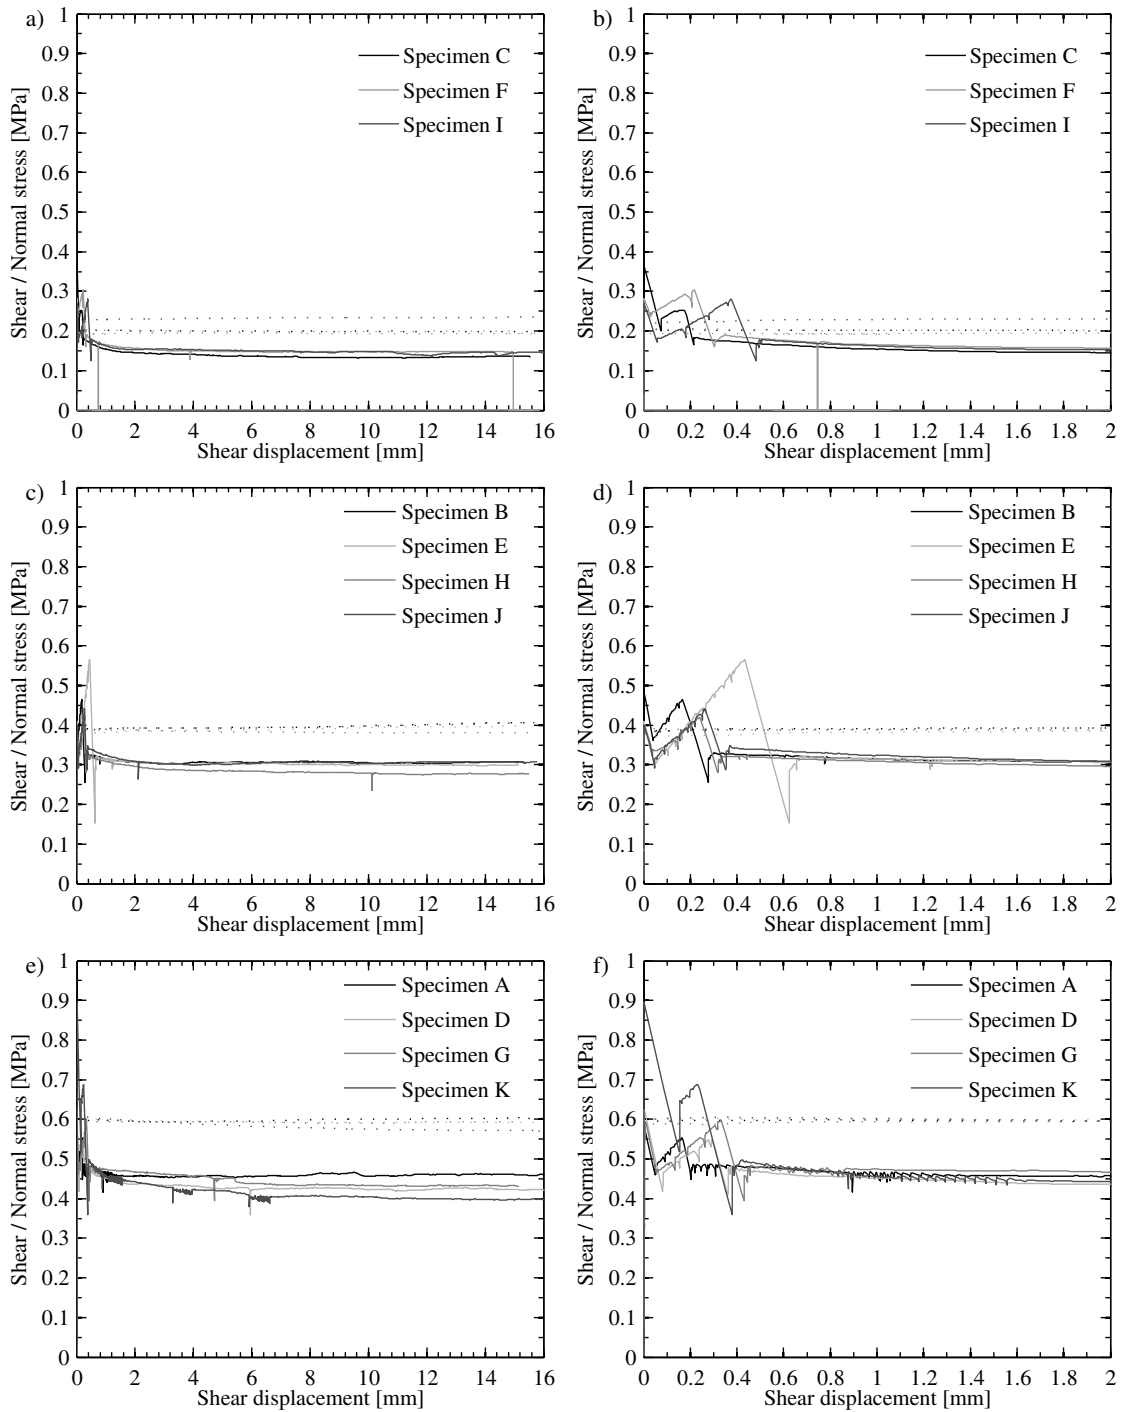 a)
Shear / Normal stress [MPa]
1
0.9
0.8
0.7
0.6
0.5
0.4
0.3
0.2
0.1
0
Specimen C
Specimen F
Specimen I
0 2 4 6 8 10 12 14 16
Shear displacement [mm]
b)
Shear / Normal stress [MPa]
1
0.9
0.8
0.7
0.6
0.5
0.4
0.3
0.2
0.1
0
Specimen C
Specimen F
Specimen I
0 0.2 0.4 0.6 0.8 1 1.2 1.4 1.6 1.8 2
Shear displacement [mm]
c)
Shear / Normal stress [MPa]
1
0.9
0.8
0.7
0.6
0.5
0.4
0.3
0.2
0.1
0
Specimen B
Specimen E
Specimen H
Specimen J
0 2 4 6 8 10 12 14 16
Shear displacement [mm]
d)
Shear / Normal stress [MPa]
1
0.9
0.8
0.7
0.6
0.5
0.4
0.3
0.2
0.1
0
Specimen B
Specimen E
Specimen H
Specimen J
0 0.2 0.4 0.6 0.8 1 1.2 1.4 1.6 1.8 2
Shear displacement [mm]
e)
Shear / Normal stress [MPa]
1
0.9
0.8
0.7
0.6
0.5
0.4
0.3
0.2
0.1
0
Specimen A
Specimen D
Specimen G
Specimen K
0 2 4 6 8 10 12 14 16
Shear displacement [mm]
f)
Shear / Normal stress [MPa]
1
0.9
0.8
0.7
0.6
0.5
0.4
0.3
0.2
0.1
0
Specimen A
Specimen D
Specimen G
Specimen K
0 0.2 0.4 0.6 0.8 1 1.2 1.4 1.6 1.8 2
Shear displacement [mm]